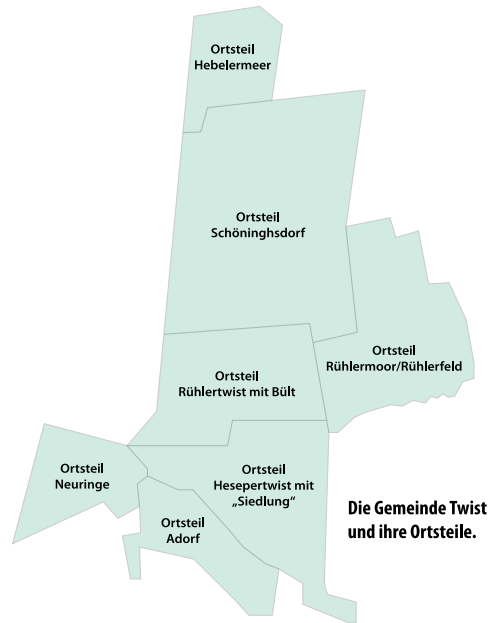 Ortsteil
Hebelermeer
Ortsteil
Schöninghsdorf
Ortsteil
Rühlermoor/Rühlerfeld
Ortsteil
Rühlertwist mit Bült
Ortsteil
Neuringe
Ortsteil
Hesepertwist mit
„Siedlung“
Ortsteil
Adorf
Die Gemeinde Twist
und ihre Ortsteile.